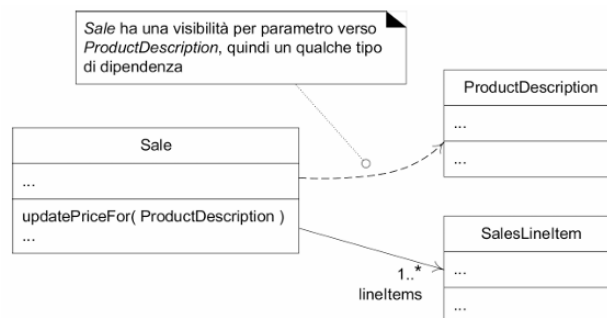 Sale ha una visibilità per parametro verso
ProductDescription, quindi un qualche tipo
di dipendenza
ProductDescription
...
...
Sale
...
updatePriceFor( ProductDescription )
...
SalesLineItem
...
...
1..*
lineItems